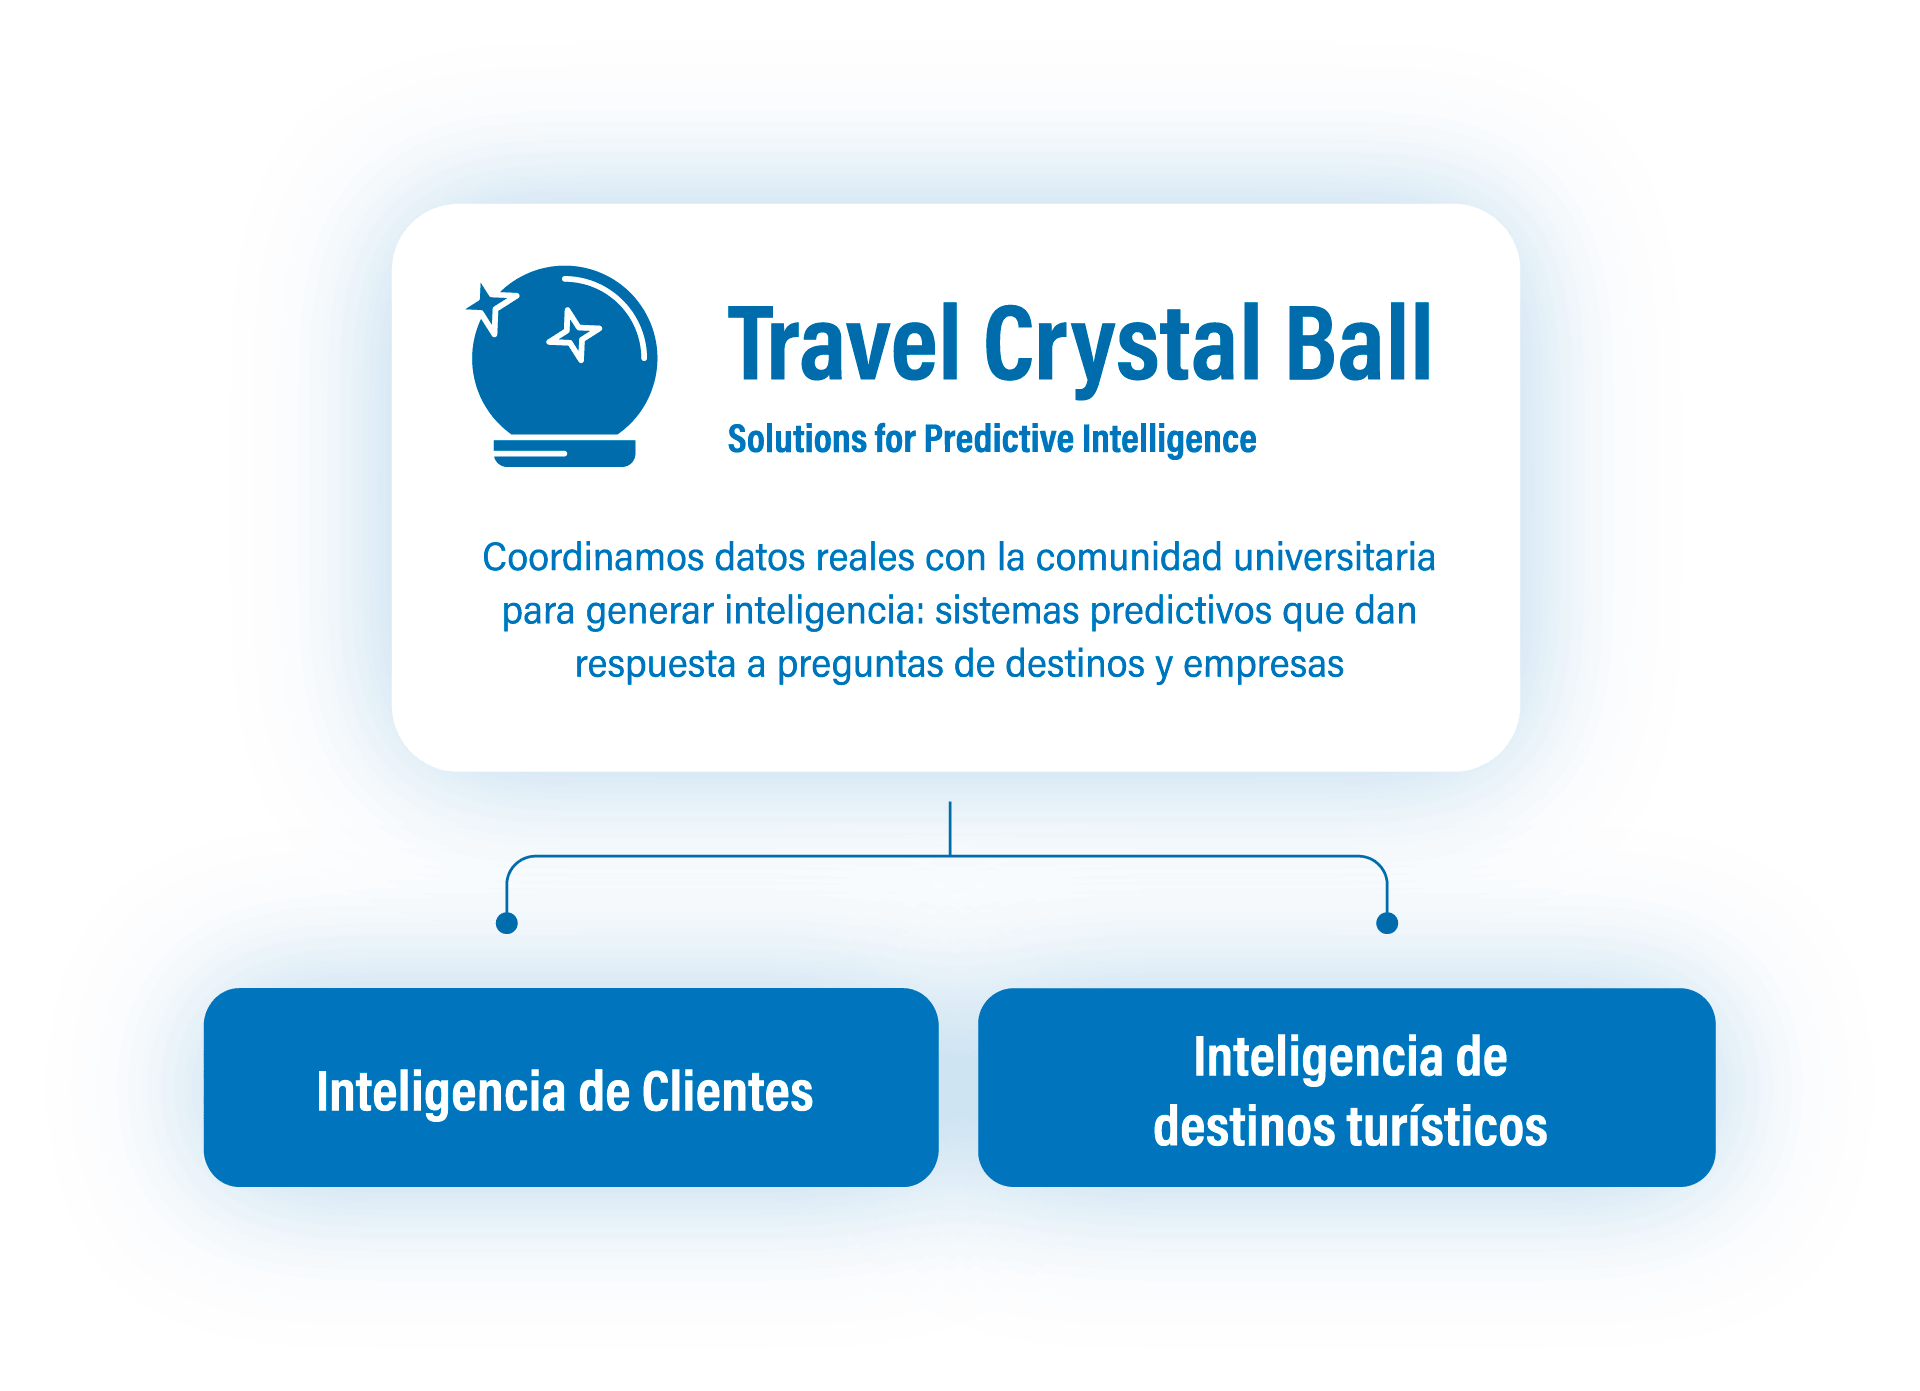 Travel Crystal Ball
Solutions for Predictive Intelligence
Coordinamos datos reales con la comunidad universitaria
para generar inteligencia: sistemas predictivos que dan
respuesta a preguntas de destinos y empresas
Inteligencia de Clientes
Inteligencia de
destinos turísticos